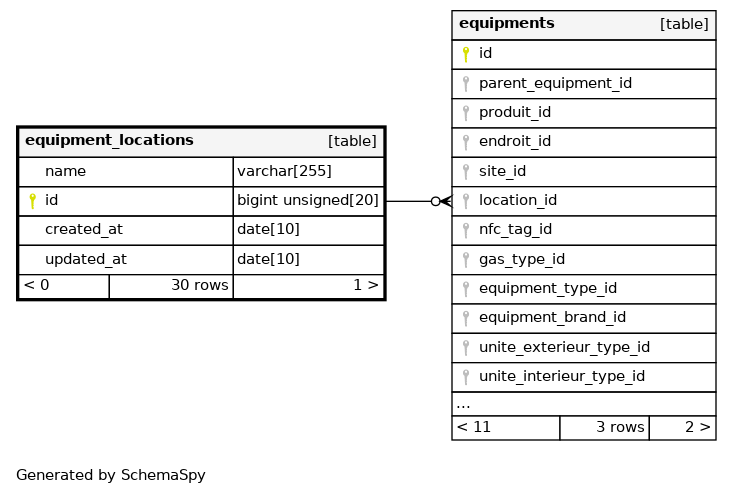 equipment_locations [table]
name varchar[255]
id bigint unsigned[20]
created_at date[10]
updated_at date[10]
< 0 30 rows 1 >
equipments [table]
id
parent_equipment_id
produit_id
endroit_id
site_id
location_id
nfc_tag_id
gas_type_id
equipment_type_id
equipment_brand_id
unite_exterieur_type_id
unite_interieur_type_id
...
< 11 3 rows 2 >
Generated by SchemaSpy